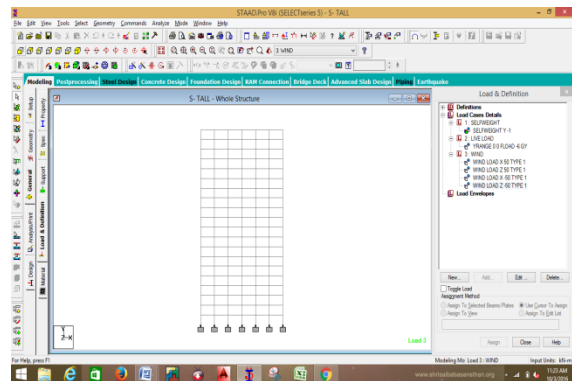 STAAD.Pro V8i (SELECTseries 5) - S- TALL
File Edit View Tools Select Geometry Commands Analyze Mode Window Help
3: WIND
Modeling Postprocessing Steel Design Concrete Design Foundation Design RAM Connection Bridge Deck Advanced Slab Design Piping Earthquake
S- TALL - Whole Structure
Setup
Geometry
General
Analysis/Print
Design
Property
Spec
Support
Load & Definition
Material
Load & Definition
Definitions
Load Cases Details
1 : SELFWEIGHT
SELFWEIGHT Y -1
2 : LIVE LOAD
YRANGE 0 3 FLOAD -6 GY
3 : WIND
WIND LOAD X 50 TYPE 1
WIND LOAD Z 50 TYPE 1
WIND LOAD X -50 TYPE 1
WIND LOAD Z -50 TYPE 1
Load Envelopes
New... Add... Edit... Delete...
Toggle Load
Assignment Method
Assign To Selected Beams/Plates Use Cursor To Assign
Assign To View Assign To Edit List
Assign Close Help
Y
Z X
Load 3
For Help, press F1
Modeling Mo Load 3 : WIND Input Units: kN-m
www.shrisaibabasansthan.org
11:23 AM
10/3/2016